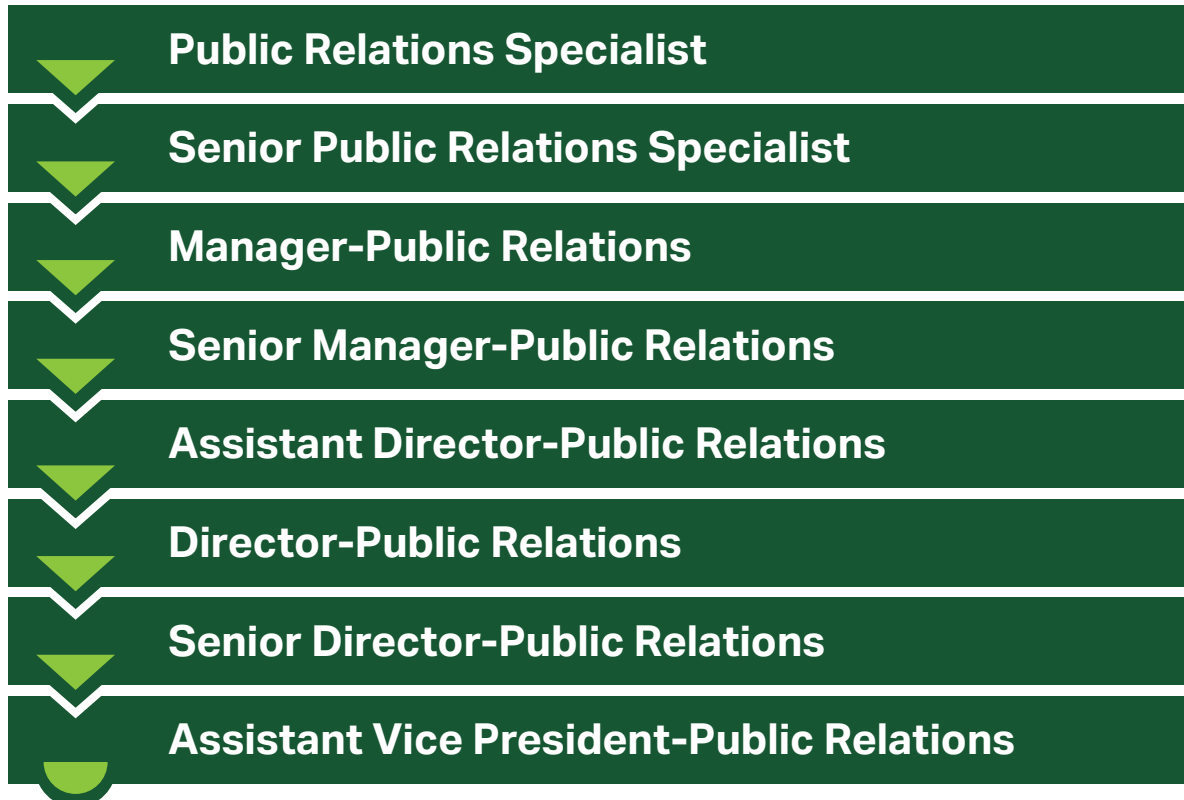 Public Relations Specialist
Senior Public Relations Specialist
Manager-Public Relations
Senior Manager-Public Relations
Assistant Director-Public Relations
Director-Public Relations
Senior Director-Public Relations
Assistant Vice President-Public Relations